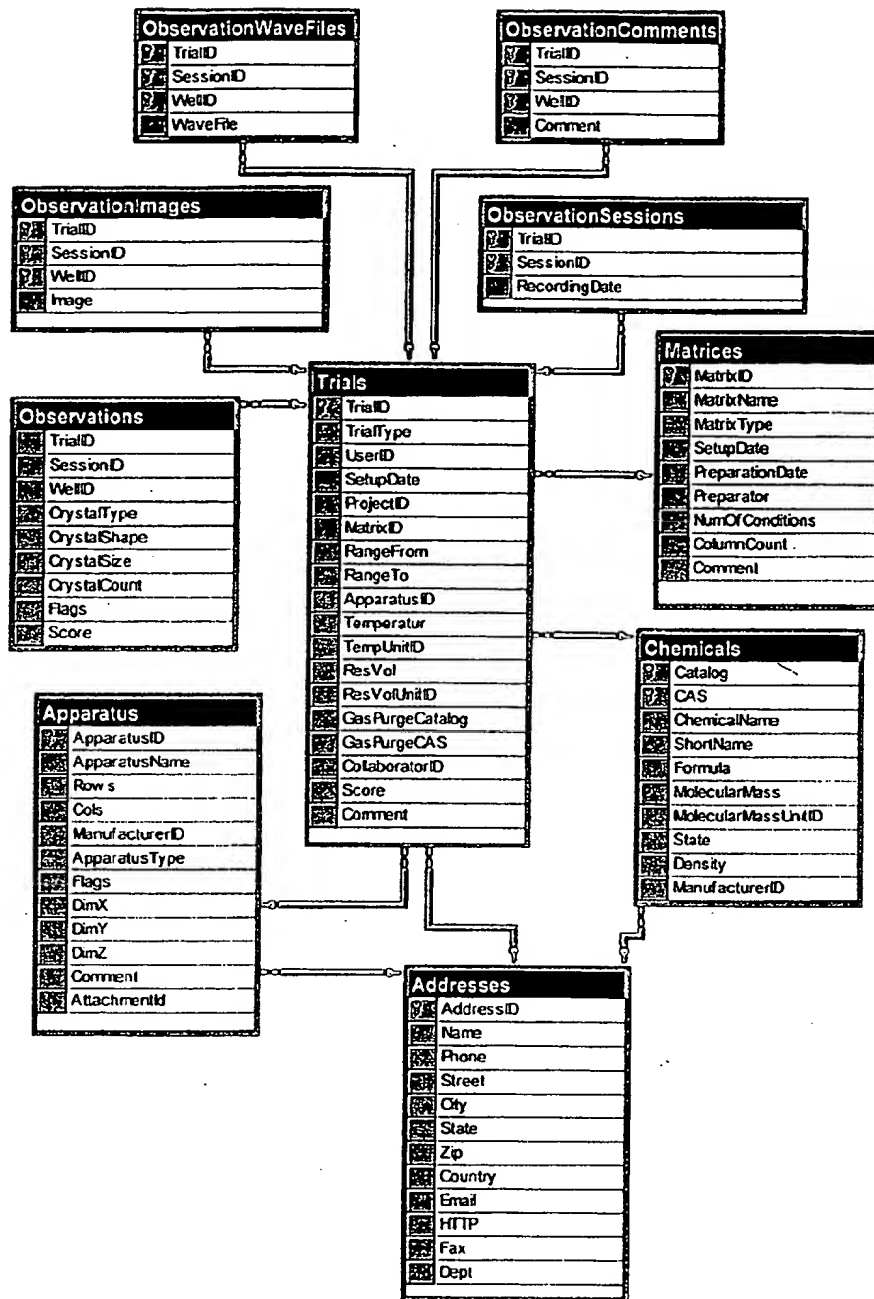 ObservationWaveFiles
TrialID
SessionID
WellID
WaveFile
ObservationComments
TrialID
SessionID
WellID
Comment
ObservationImages
TrialID
SessionID
WellID
Image
ObservationSessions
TrialID
SessionID
RecordingDate
Trials
TrialID
TrialType
UserID
SetupDate
ProjectID
MatrixID
RangeFrom
RangeTo
ApparatusID
Temperatur
TempUnitID
ResVol
ResVolUnitID
GasPurgeCatalog
GasPurgeCAS
CollaboratorID
Score
Comment
Matrices
MatrixID
MatrixName
MatrixType
SetupDate
PreparationDate
Preparator
NumOfConditions
ColumnCount
Comment
Observations
TrialID
SessionID
WellID
CrystalType
CrystalShape
CrystalSize
CrystalCount
Flags
Score
Chemicals
Catalog
CAS
ChemicalName
ShortName
Formula
MolecularMass
MolecularMassUnitID
State
Density
ManufacturerID
Apparatus
ApparatusID
ApparatusName
Rows
Cols
ManufacturerID
ApparatusType
Flags
DimX
DimY
DimZ
Comment
AttachmentId
Addresses
AddressID
Name
Phone
Street
City
State
Zip
Country
Email
HTTP
Fax
Dept